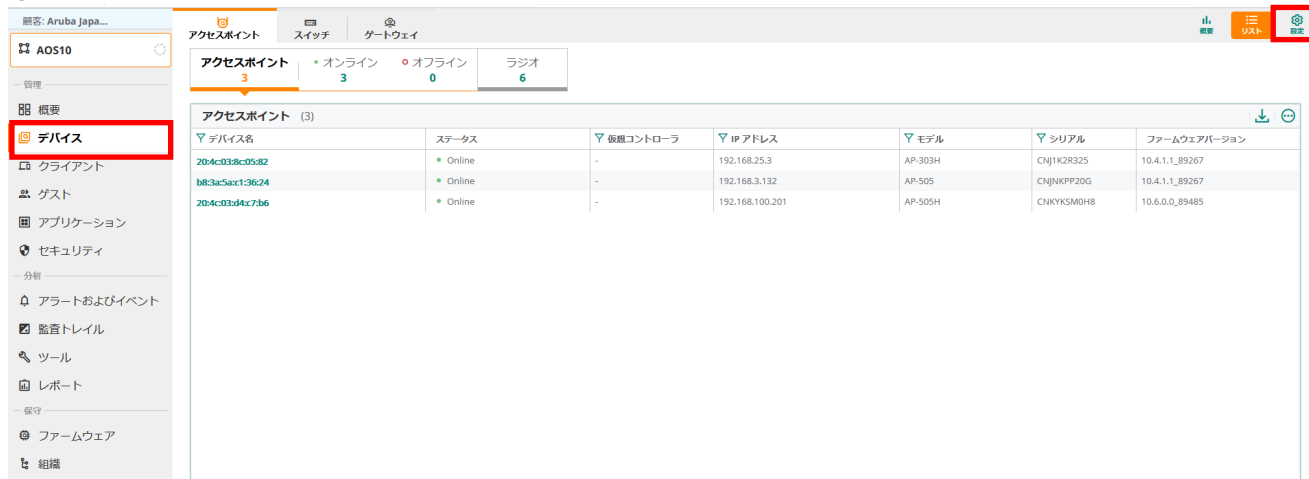 顧客: Aruba Japa...
AOS10
管理
概要
デバイス
クライアント
ゲスト
アプリケーション
セキュリティ
分析
アラートおよびイベント
監査トレイル
ツール
レポート
保守
ファームウェア
組織
アクセスポイント スイッチ ゲートウェイ 概要 リスト 設定
アクセスポイント オンライン オフライン ラジオ
3 3 0 6
アクセスポイント (3)
デバイス名 ステータス 仮想コントローラ IP アドレス モデル シリアル ファームウェアバージョン
20:4c:03:8c:05:82 Online - 192.168.25.3 AP-303H CNJ1K2R325 10.4.1.1_89267
b8:3a:5a:c1:36:24 Online - 192.168.3.132 AP-505 CNJNKPP20G 10.4.1.1_89267
20:4c:03:d4:c7:b6 Online - 192.168.100.201 AP-505H CNKYKSM0H8 10.6.0.0_89485